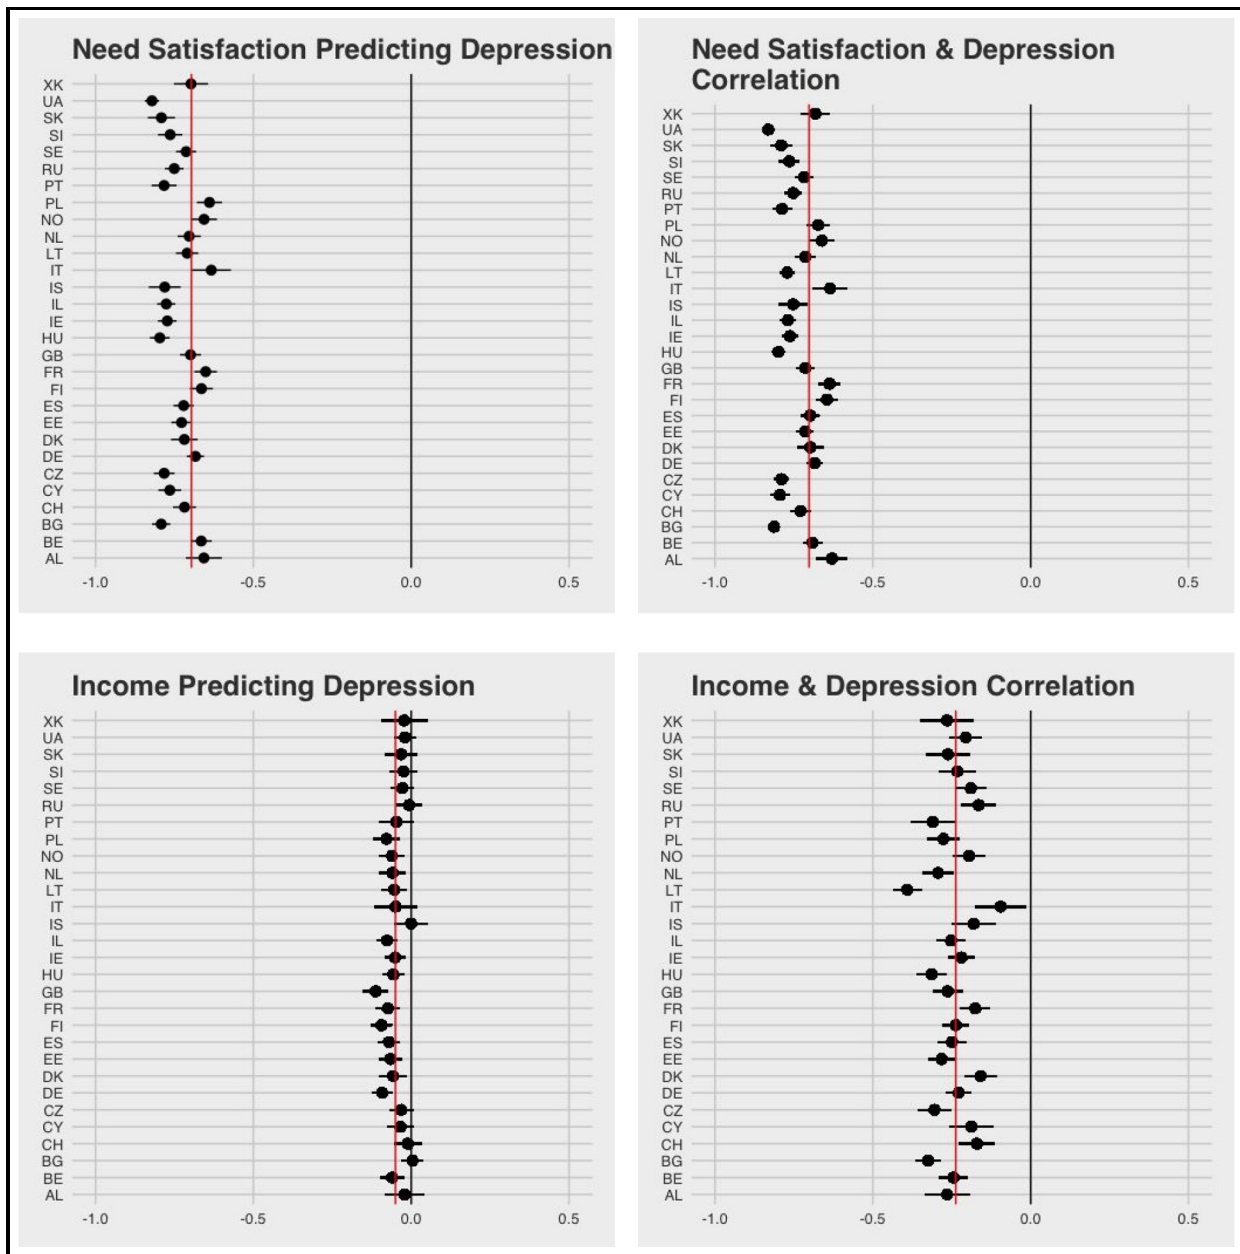 Need Satisfaction Predicting Depression
XK
UA
SK
SI
SE
RU
PT
PL
NO
NL
LT
IT
IS
IL
IE
HU
GB
FR
FI
ES
EE
DK
DE
CZ
CY
CH
BG
BE
AL
-1.0 -0.5 0.0 0.5
Need Satisfaction & Depression
Correlation
XK
UA
SK
SI
SE
RU
PT
PL
NO
NL
LT
IT
IS
IL
IE
HU
GB
FR
FI
ES
EE
DK
DE
CZ
CY
CH
BG
BE
AL
-1.0 -0.5 0.0 0.5
Income Predicting Depression
XK
UA
SK
SI
SE
RU
PT
PL
NO
NL
LT
IT
IS
IL
IE
HU
GB
FR
FI
ES
EE
DK
DE
CZ
CY
CH
BG
BE
AL
-1.0 -0.5 0.0 0.5
Income & Depression Correlation
XK
UA
SK
SI
SE
RU
PT
PL
NO
NL
LT
IT
IS
IL
IE
HU
GB
FR
FI
ES
EE
DK
DE
CZ
CY
CH
BG
BE
AL
-1.0 -0.5 0.0 0.5